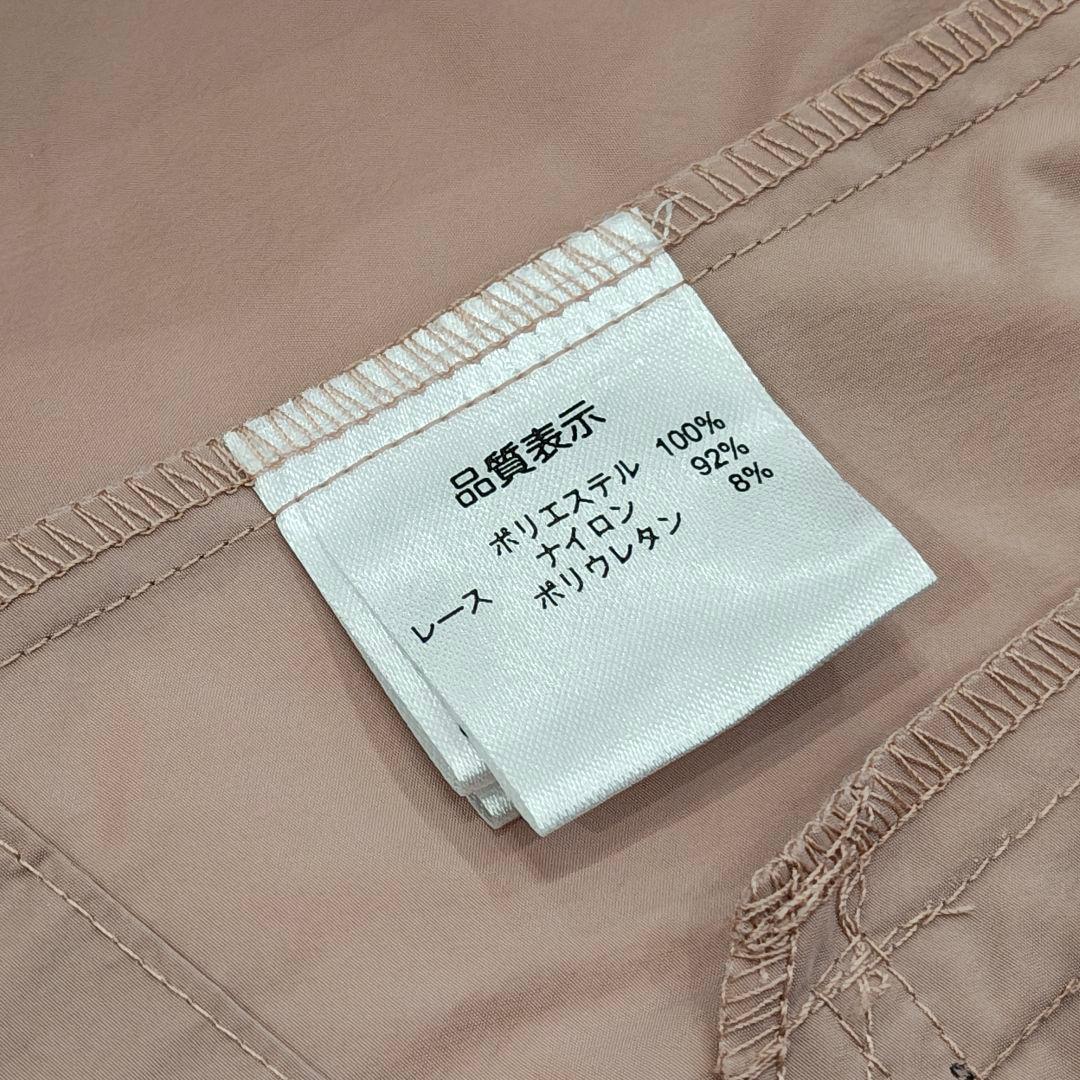 品質表示
ポリエステル 100%
ナイロン 92%
レース ポリウレタン 8%